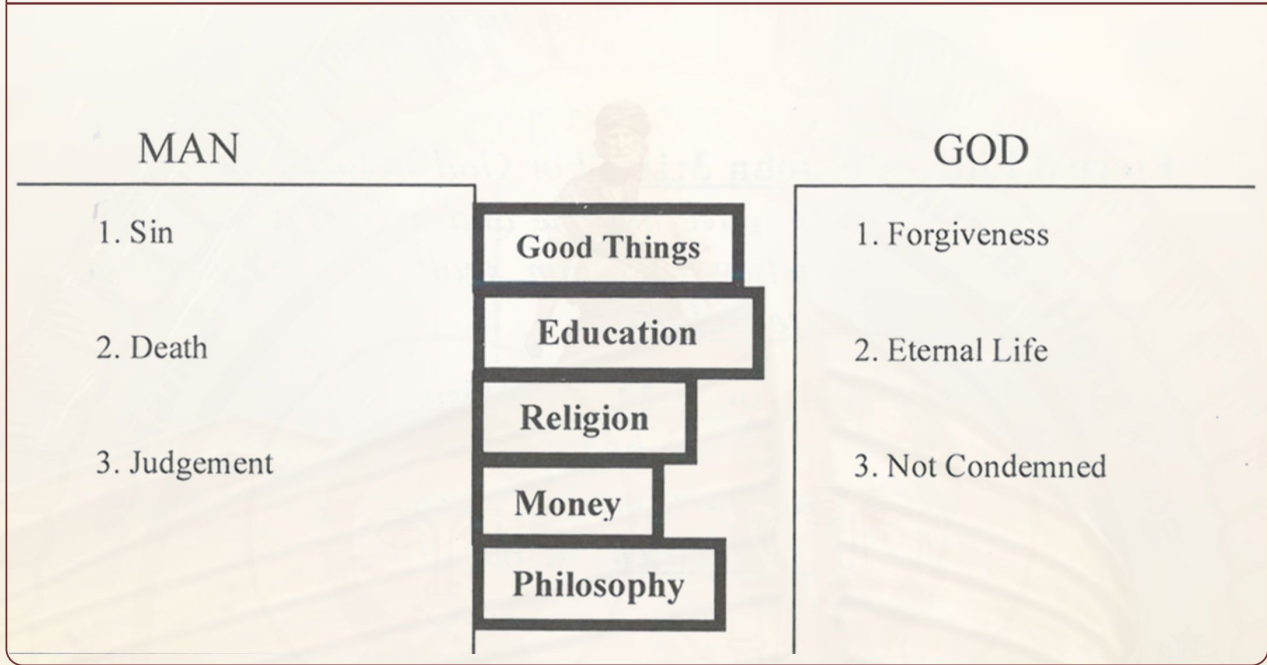 MAN
GOD
1. Sin
2. Death
3. Judgement
Good Things
Education
Religion
Money
Philosophy
1. Forgiveness
2. Eternal Life
3. Not Condemned